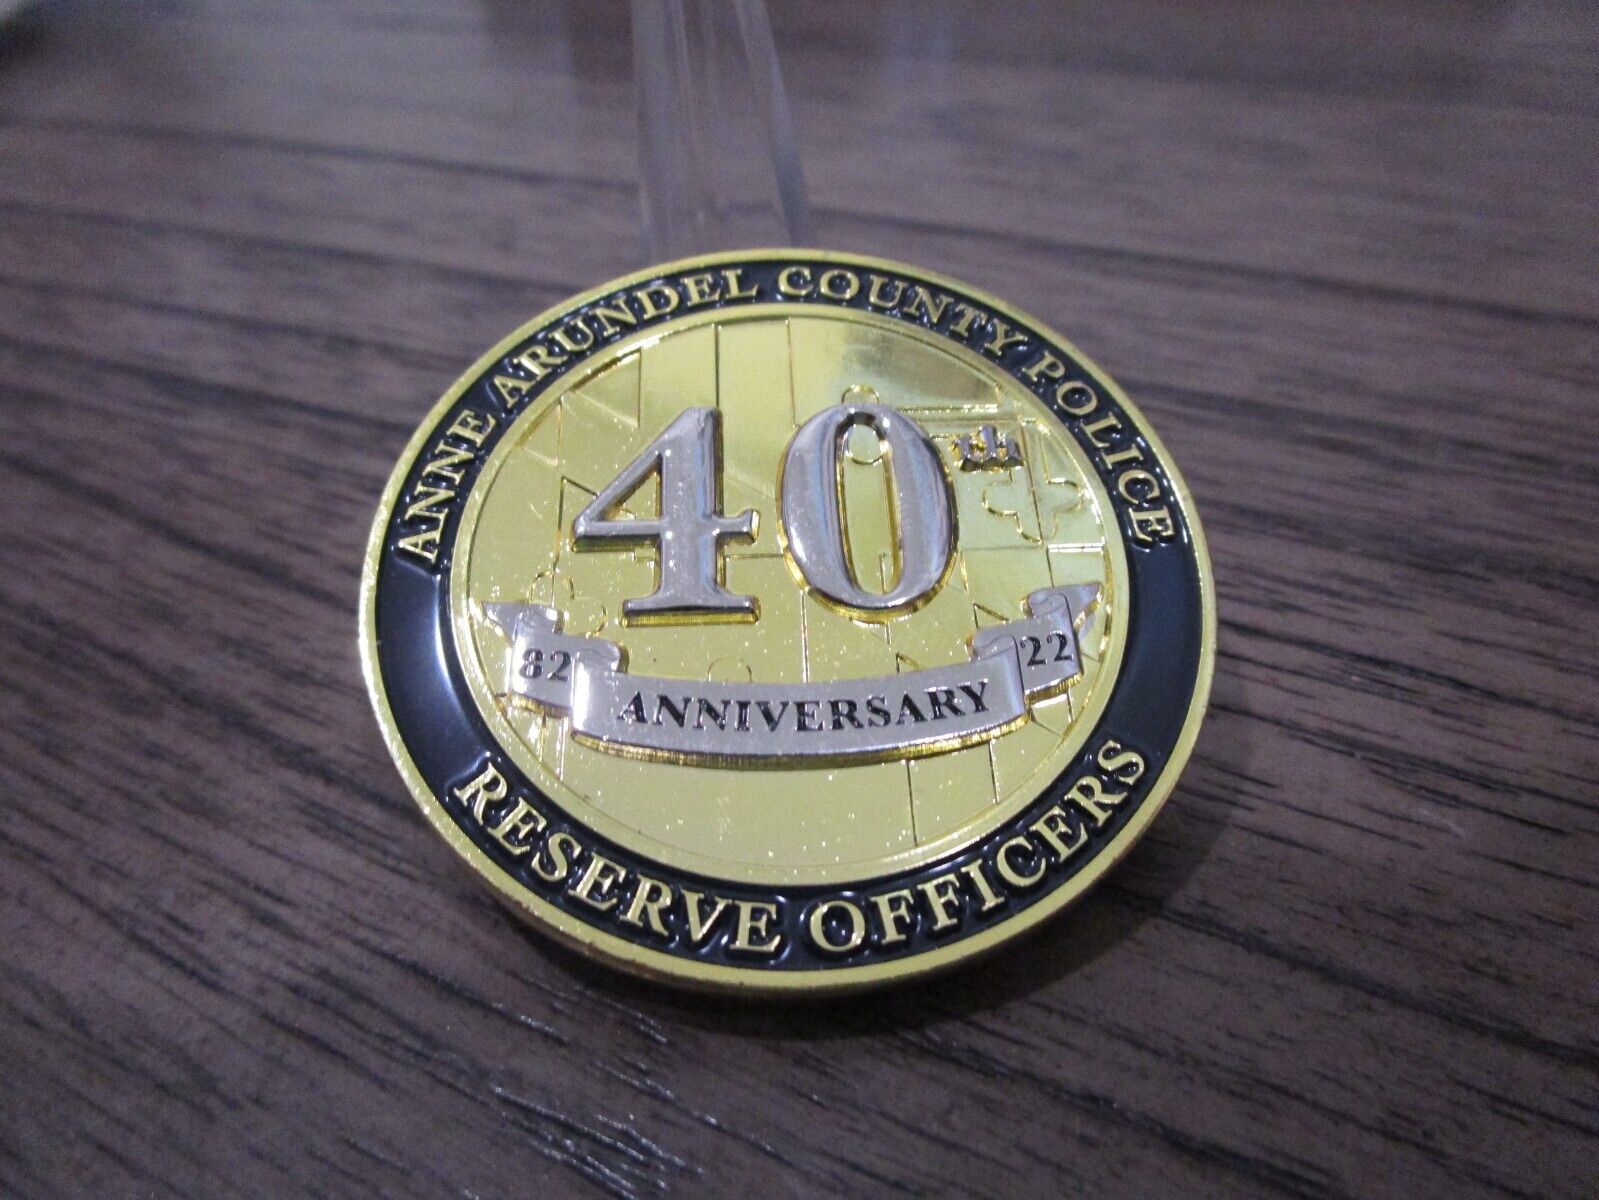 ANNE ARUNDEL COUNTY POLICE
40th
82 ANNIVERSARY 22
RESERVE OFFICERS